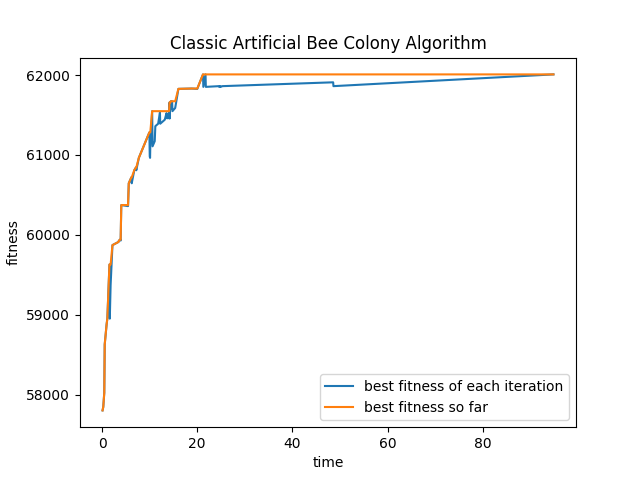 Classic Artificial Bee Colony Algorithm
62000
61000
60000
59000
58000
fitness
0 20 40 60 80
time
best fitness of each iteration
best fitness so far